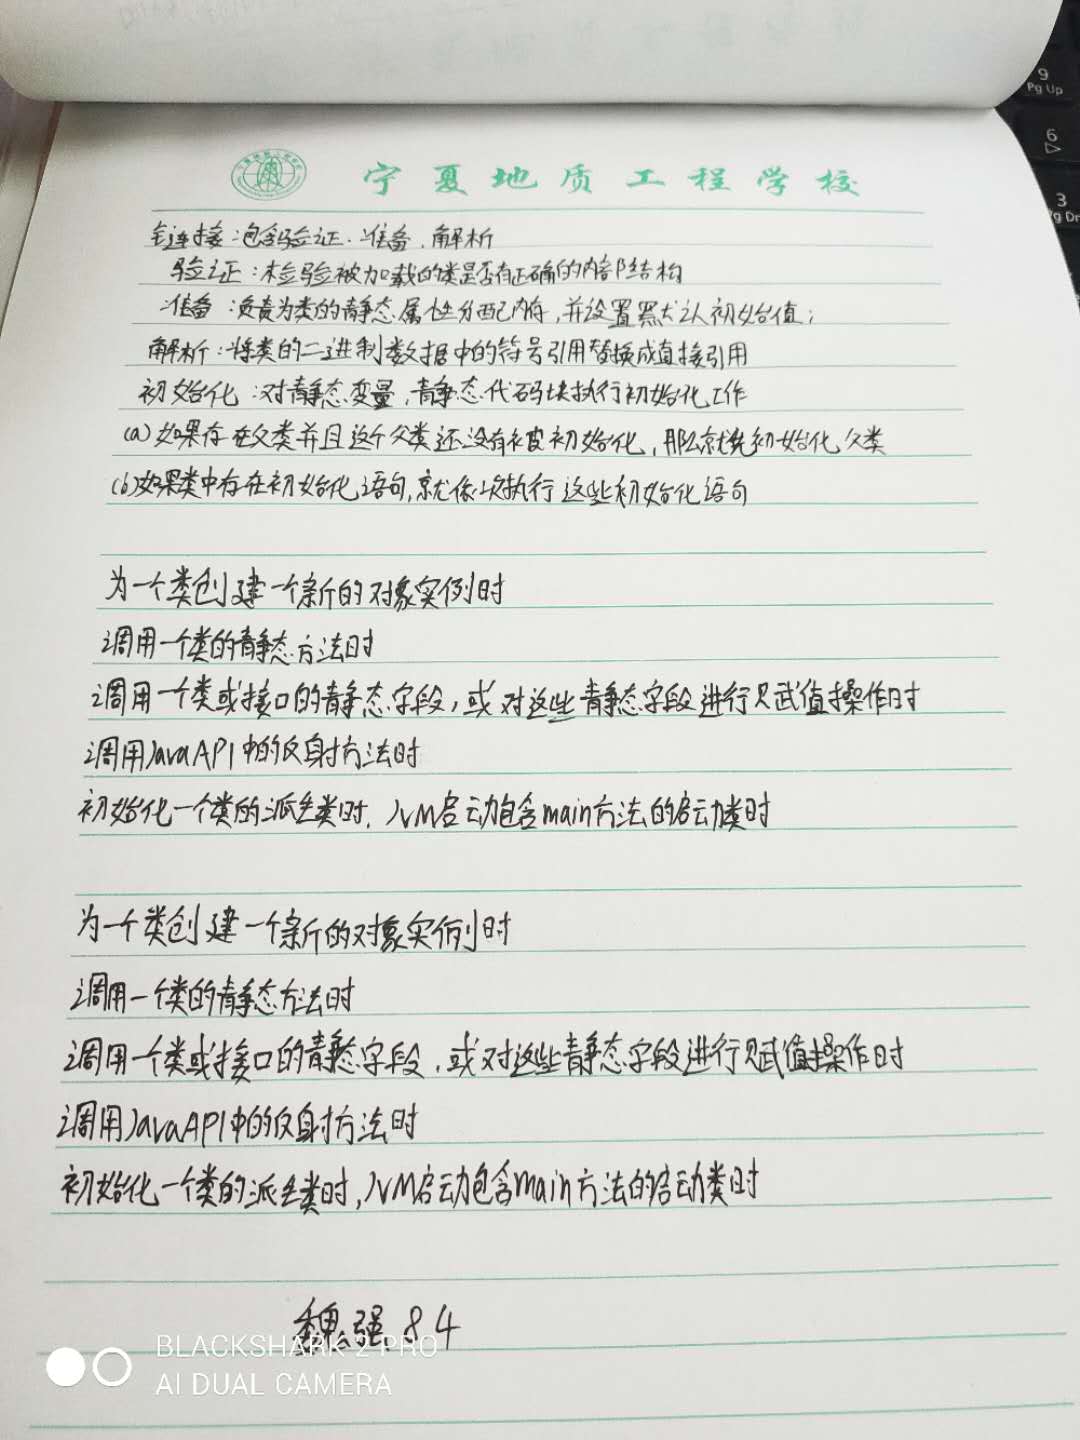 9
Pg Up
6
3
Pg Dn
宁夏地质工程学校
链接:包含验证、准备、解析
验证:检验被加载的类是否有正确的内部结构
准备:负责为类的静态属性分配内存,并设置默认初始值;
解析:将类的二进制数据中的符号引用替换成直接引用
初始化:对静态变量,静态代码块执行初始化工作
(a)如果存在父类并且这个父类还没有被初始化,那么就先初始化父类
(b)如果类中存在初始化语句,就依次执行这些初始化语句
为一个类创建一个新的对象实例时
调用一个类的静态方法时
调用一个类或接口的静态字段,或对这些静态字段进行赋值操作时
调用JavaAPI中的反射方法时
初始化一个类的派生类时,JVM启动包含main方法的启动类时
为一个类创建一个新的对象实例时
调用一个类的静态方法时
调用一个类或接口的静态字段,或对这些静态字段进行赋值操作时
调用JavaAPI中的反射方法时
初始化一个类的派生类时,JVM启动包含main方法的启动类时
魏强 84
BLACKSHARK 2 PRO
AI DUAL CAMERA